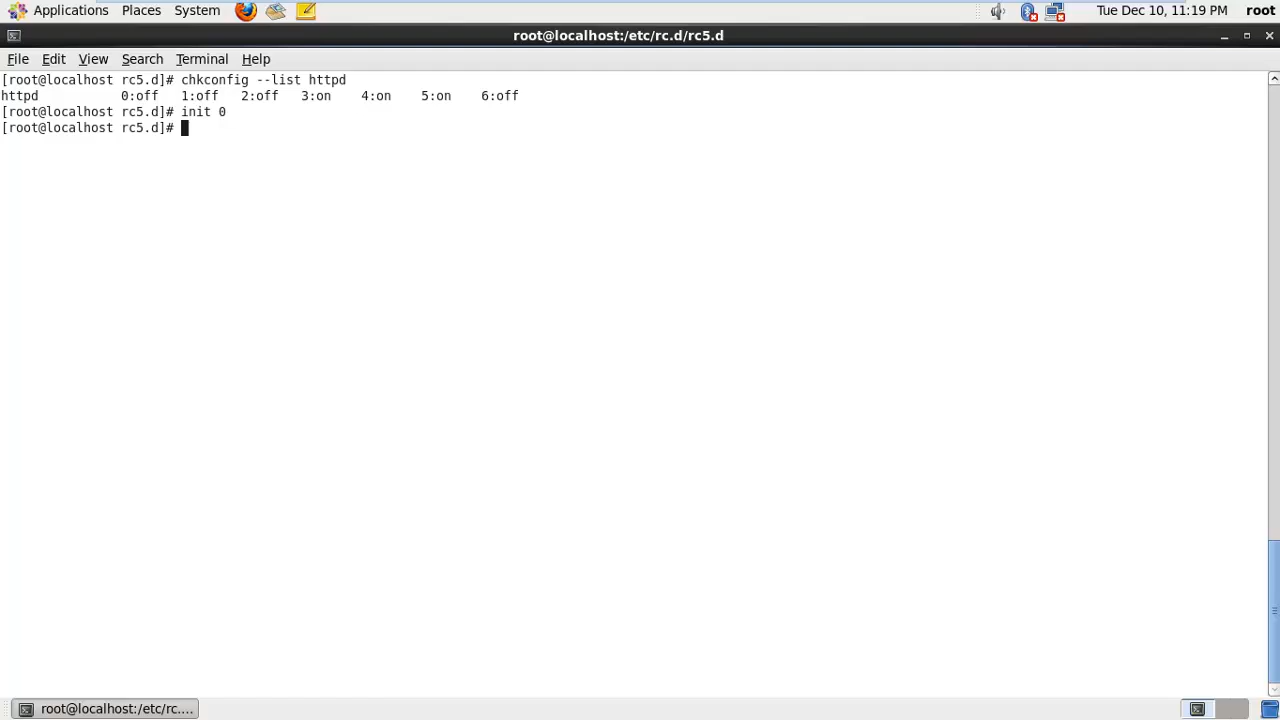 Applications Places System Tue Dec 10, 11:19 PM root
root@localhost:/etc/rc.d/rc5.d
File Edit View Search Terminal Help
[root@localhost rc5.d]# chkconfig --list httpd
httpd 0:off 1:off 2:off 3:on 4:on 5:on 6:off
[root@localhost rc5.d]# init 0
[root@localhost rc5.d]#
root@localhost:/etc/rc....